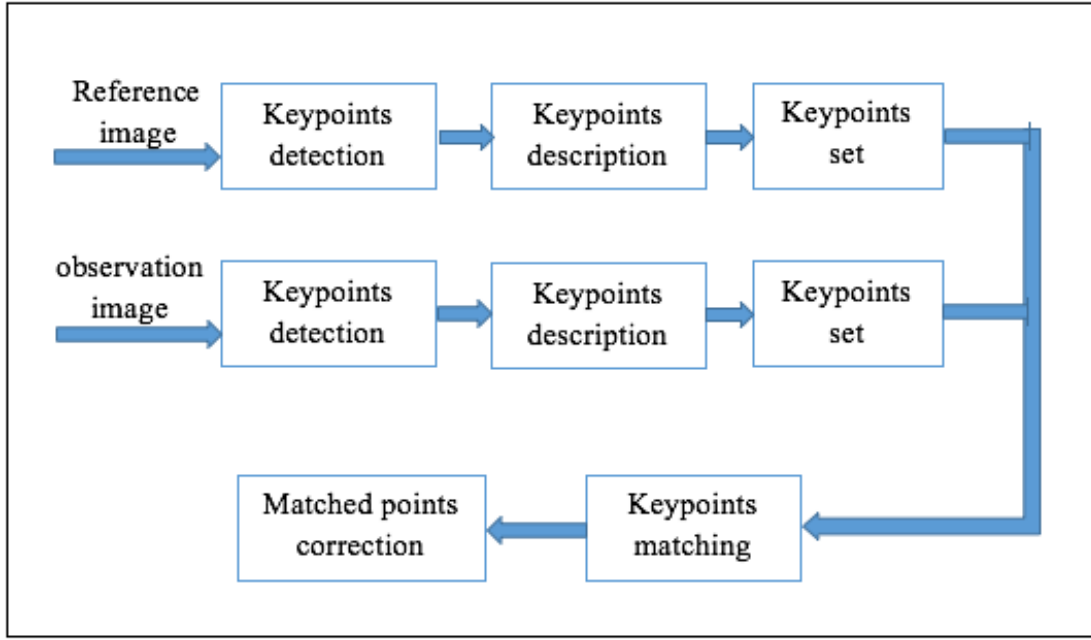 Reference
image
Keypoints
detection
Keypoints
description
Keypoints
set
observation
image
Keypoints
detection
Keypoints
description
Keypoints
set
Matched points
correction
Keypoints
matching